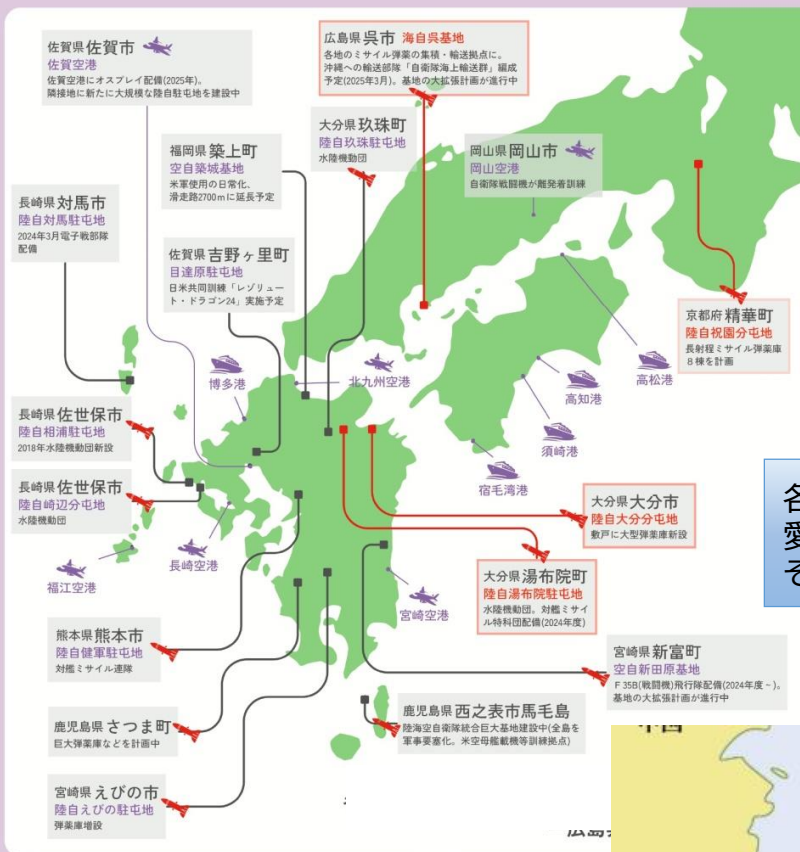 佐賀県佐賀市
佐賀空港
佐賀空港にオスプレイ配備(2025年)。
隣接地に新たに大規模な陸自駐屯地を建設中
広島県呉市 海自呉基地
各地のミサイル弾薬の集積・輸送拠点に。
沖縄への輸送部隊「自衛隊海上輸送群」編成
予定(2025年3月)。基地の大拡張計画が進行中
福岡県築上町
空自築城基地
米軍使用の日常化、
滑走路2700mに延長予定
大分県玖珠町
陸自玖珠駐屯地
水陸機動団
岡山県岡山市
岡山空港
自衛隊戦闘機が離発着訓練
長崎県対馬市
陸自対馬駐屯地
2024年3月電子戦部隊
配備
佐賀県吉野ヶ里町
目達原駐屯地
日米共同訓練「レゾリュー
ト・ドラゴン24」実施予定
京都府精華町
陸自祝園分屯地
長射程ミサイル弾薬庫
8棟を計画
博多港
北九州空港
高松港
高知港
須崎港
宿毛湾港
長崎県佐世保市
陸自相浦駐屯地
2018年水陸機動団新設
長崎県佐世保市
陸自崎辺分屯地
水陸機動団
福江空港
長崎空港
宮崎空港
大分県大分市
陸自大分分屯地
敷戸に大型弾薬庫新設
大分県湯布院町
陸自湯布院駐屯地
水陸機動団。対艦ミサイ
ル特科団配備(2024年度)
熊本県熊本市
陸自健軍駐屯地
対艦ミサイル連隊
宮崎県新富町
空自新田原基地
F35B(戦闘機)飛行隊配備(2024年度~)。
基地の大拡張計画が進行中
鹿児島県さつま町
巨大弾薬庫などを計画中
鹿児島県西之表市馬毛島
陸海空自衛隊統合巨大基地建設中(全島を
軍事要塞化。米空母艦載機等訓練拠点)
宮崎県えびの市
陸自えびの駐屯地
弾薬庫増設
各
愛
そ
広島